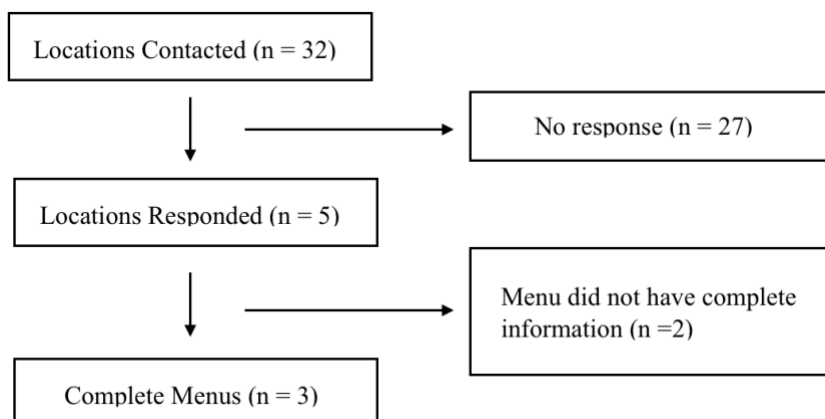 Locations Contacted (n = 32)
No response (n = 27)
Locations Responded (n = 5)
Menu did not have complete
information (n =2)
Complete Menus (n = 3)